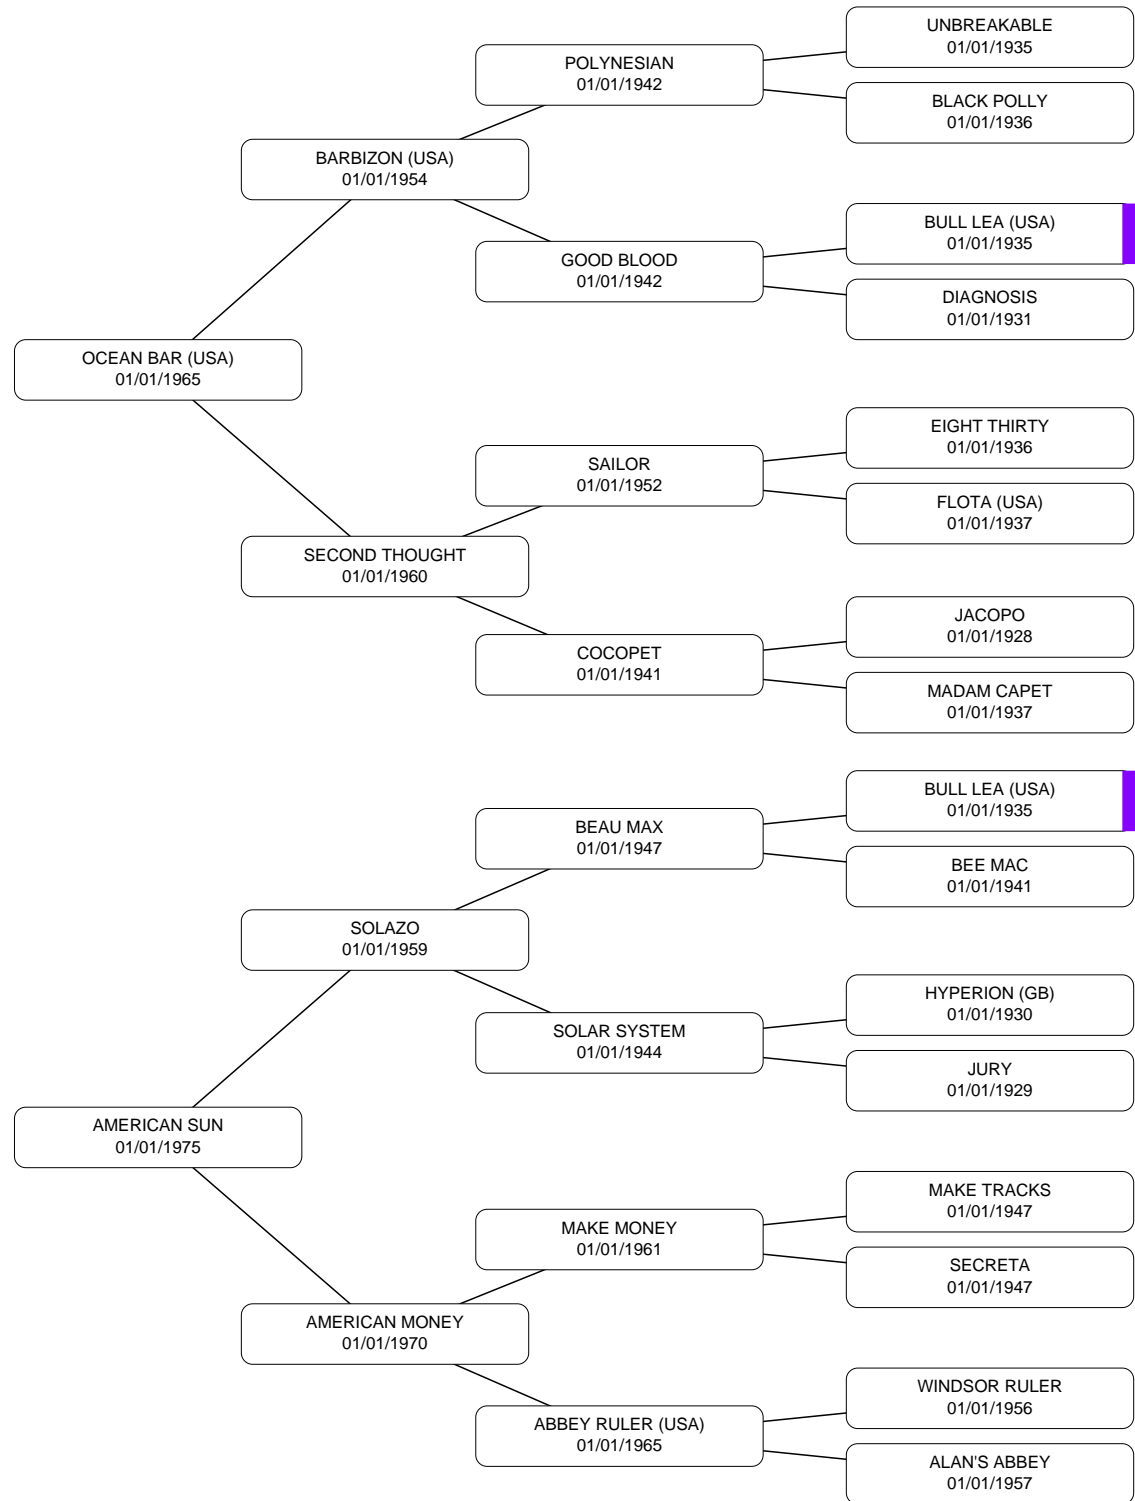 UNBREAKABLE
01/01/1935
POLYNESIAN
01/01/1942
BLACK POLLY
01/01/1936
BARBIZON (USA)
01/01/1954
BULL LEA (USA)
01/01/1935
GOOD BLOOD
01/01/1942
DIAGNOSIS
01/01/1931
OCEAN BAR (USA)
01/01/1965
EIGHT THIRTY
01/01/1936
SAILOR
01/01/1952
FLOTA (USA)
01/01/1937
SECOND THOUGHT
01/01/1960
JACOPO
01/01/1928
COCOPET
01/01/1941
MADAM CAPET
01/01/1937
BULL LEA (USA)
01/01/1935
BEAU MAX
01/01/1947
BEE MAC
01/01/1941
SOLAZO
01/01/1959
HYPERION (GB)
01/01/1930
SOLAR SYSTEM
01/01/1944
JURY
01/01/1929
AMERICAN SUN
01/01/1975
MAKE TRACKS
01/01/1947
MAKE MONEY
01/01/1961
SECRETA
01/01/1947
AMERICAN MONEY
01/01/1970
WINDSOR RULER
01/01/1956
ABBEY RULER (USA)
01/01/1965
ALAN'S ABBEY
01/01/1957